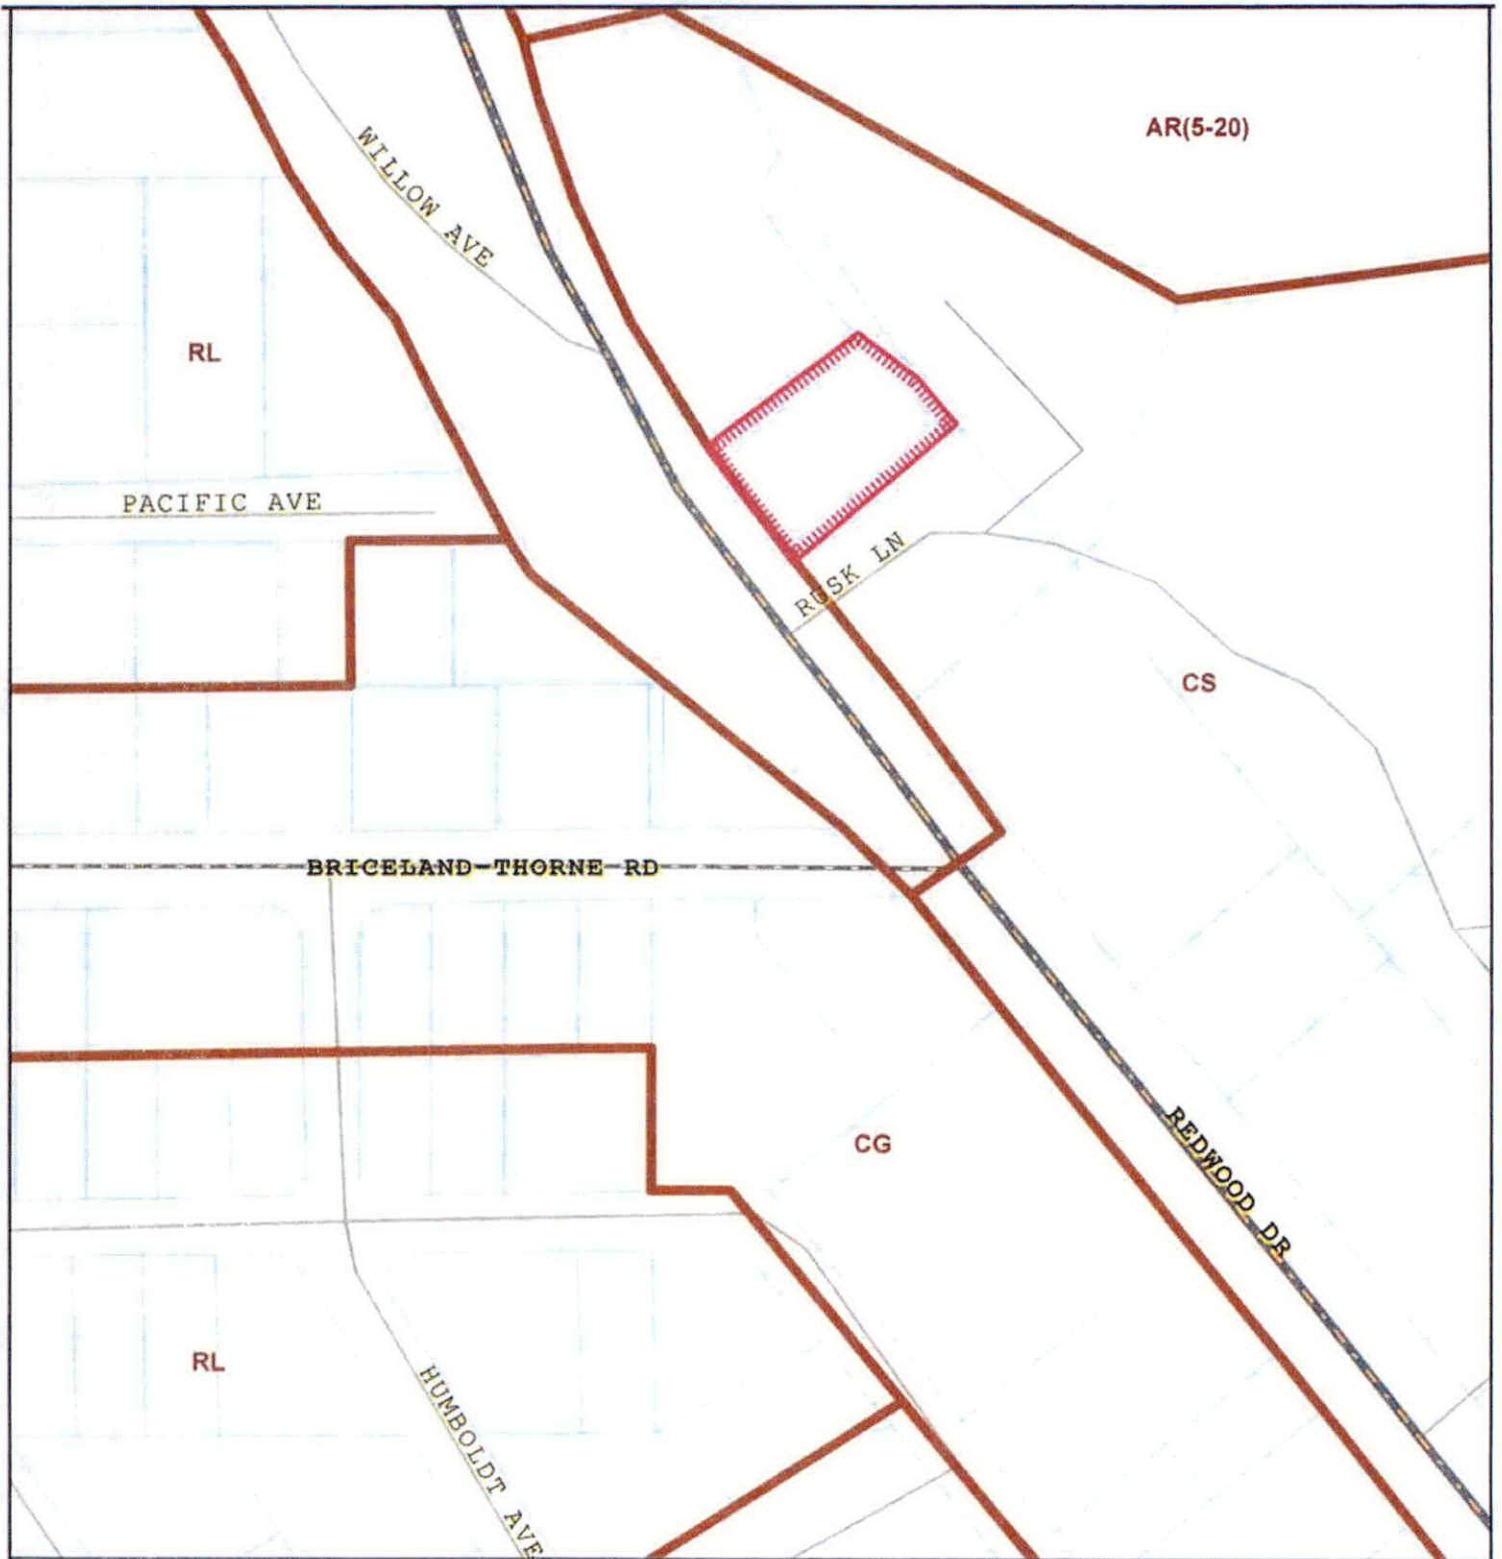 AR(5-20)
WILLOW AVE
RL
PACIFIC AVE
RUSK LN
CS
BRICELAND-THORNE RD
CG
REDWOOD DR
RL
HUMBOLDT AVE